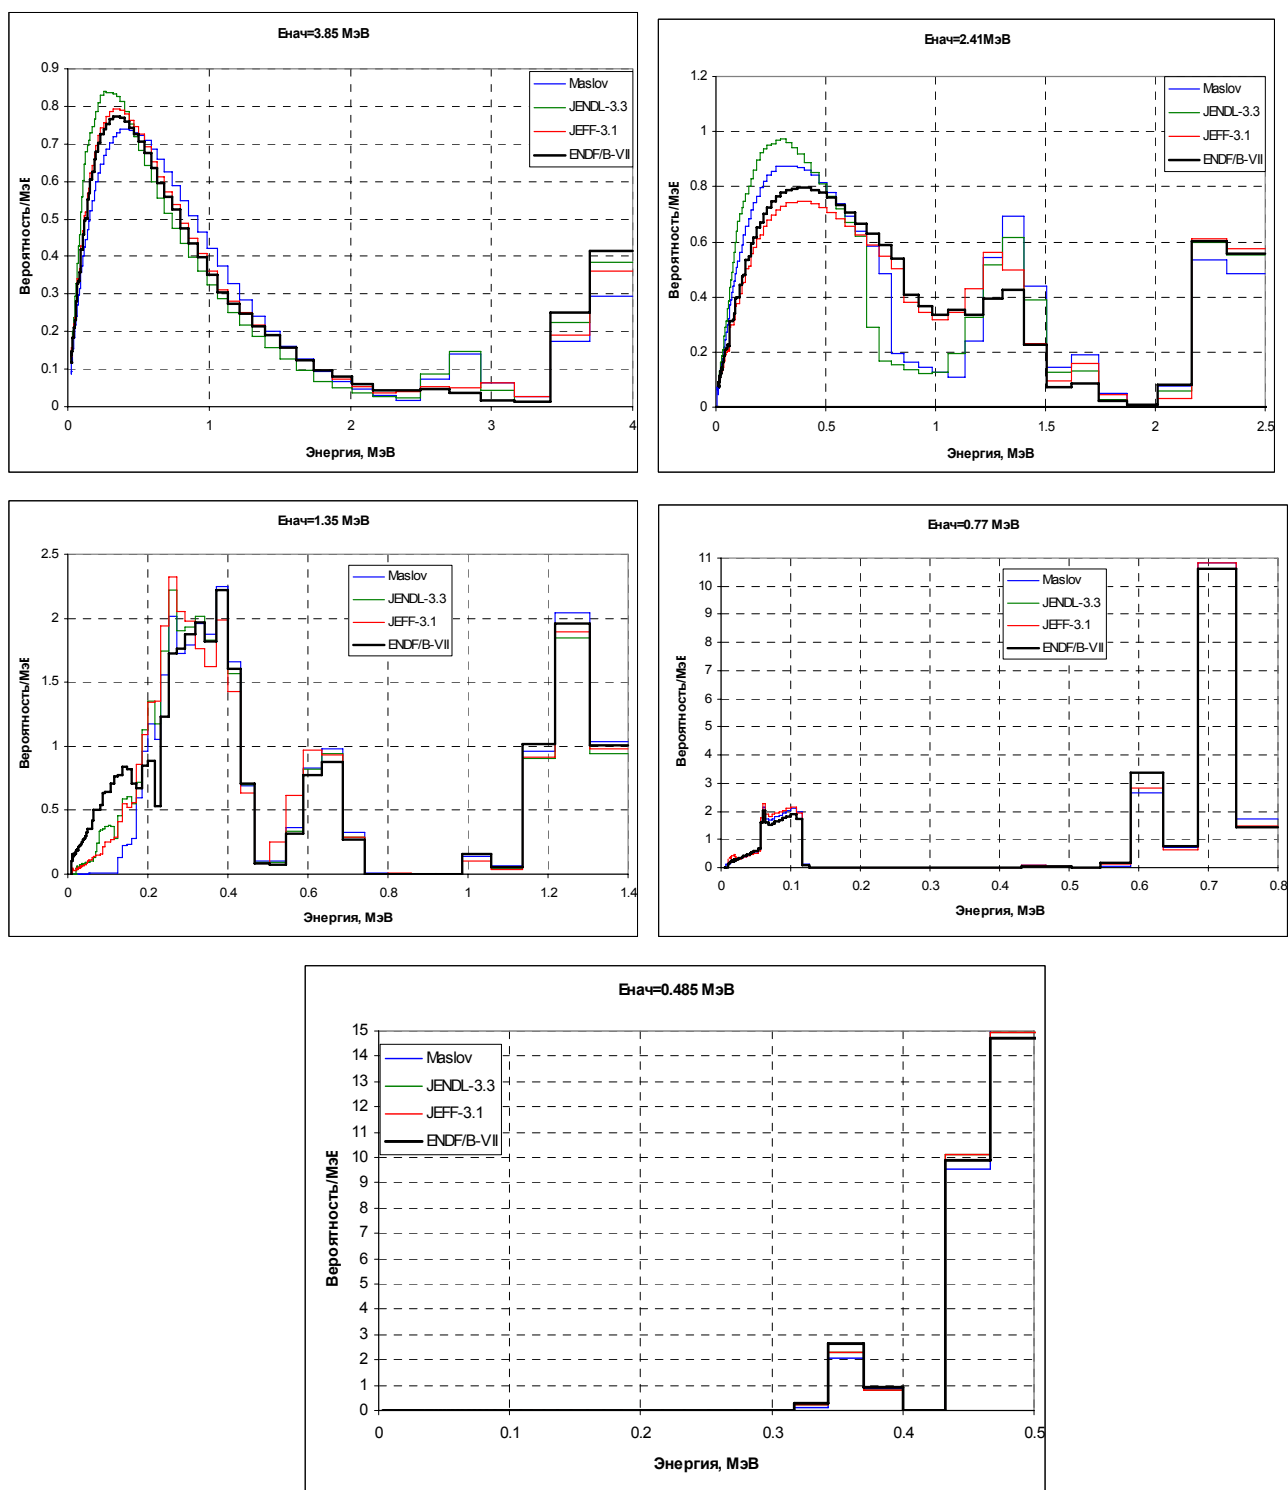 Eнач=3.85 МэВ
0.9
0.8
0.7
0.6
0.5
0.4
0.3
0.2
0.1
0
Вероятность/МэВ
0 1 2 3 4
Энергия, МэВ
Maslov
JENDL-3.3
JEFF-3.1
ENDF/B-VII
Eнач=2.41МэВ
1.2
1
0.8
0.6
0.4
0.2
0
Вероятность/МэВ
0 0.5 1 1.5 2 2.5
Энергия, МэВ
Maslov
JENDL-3.3
JEFF-3.1
ENDF/B-VII
Eнач=1.35 МэВ
2.5
2
1.5
1
0.5
0
Вероятность/МэВ
0 0.2 0.4 0.6 0.8 1 1.2 1.4
Энергия, МэВ
Maslov
JENDL-3.3
JEFF-3.1
ENDF/B-VII
Eнач=0.77 МэВ
11
10
9
8
7
6
5
4
3
2
1
0
Вероятность/МэВ
0 0.1 0.2 0.3 0.4 0.5 0.6 0.7 0.8
Энергия, МэВ
Maslov
JENDL-3.3
JEFF-3.1
ENDF/B-VII
Eнач=0.485 МэВ
15
14
13
12
11
10
9
8
7
6
5
4
3
2
1
0
Вероятность/МэВ
0 0.1 0.2 0.3 0.4 0.5
Энергия, МэВ
Maslov
JENDL-3.3
JEFF-3.1
ENDF/B-VII